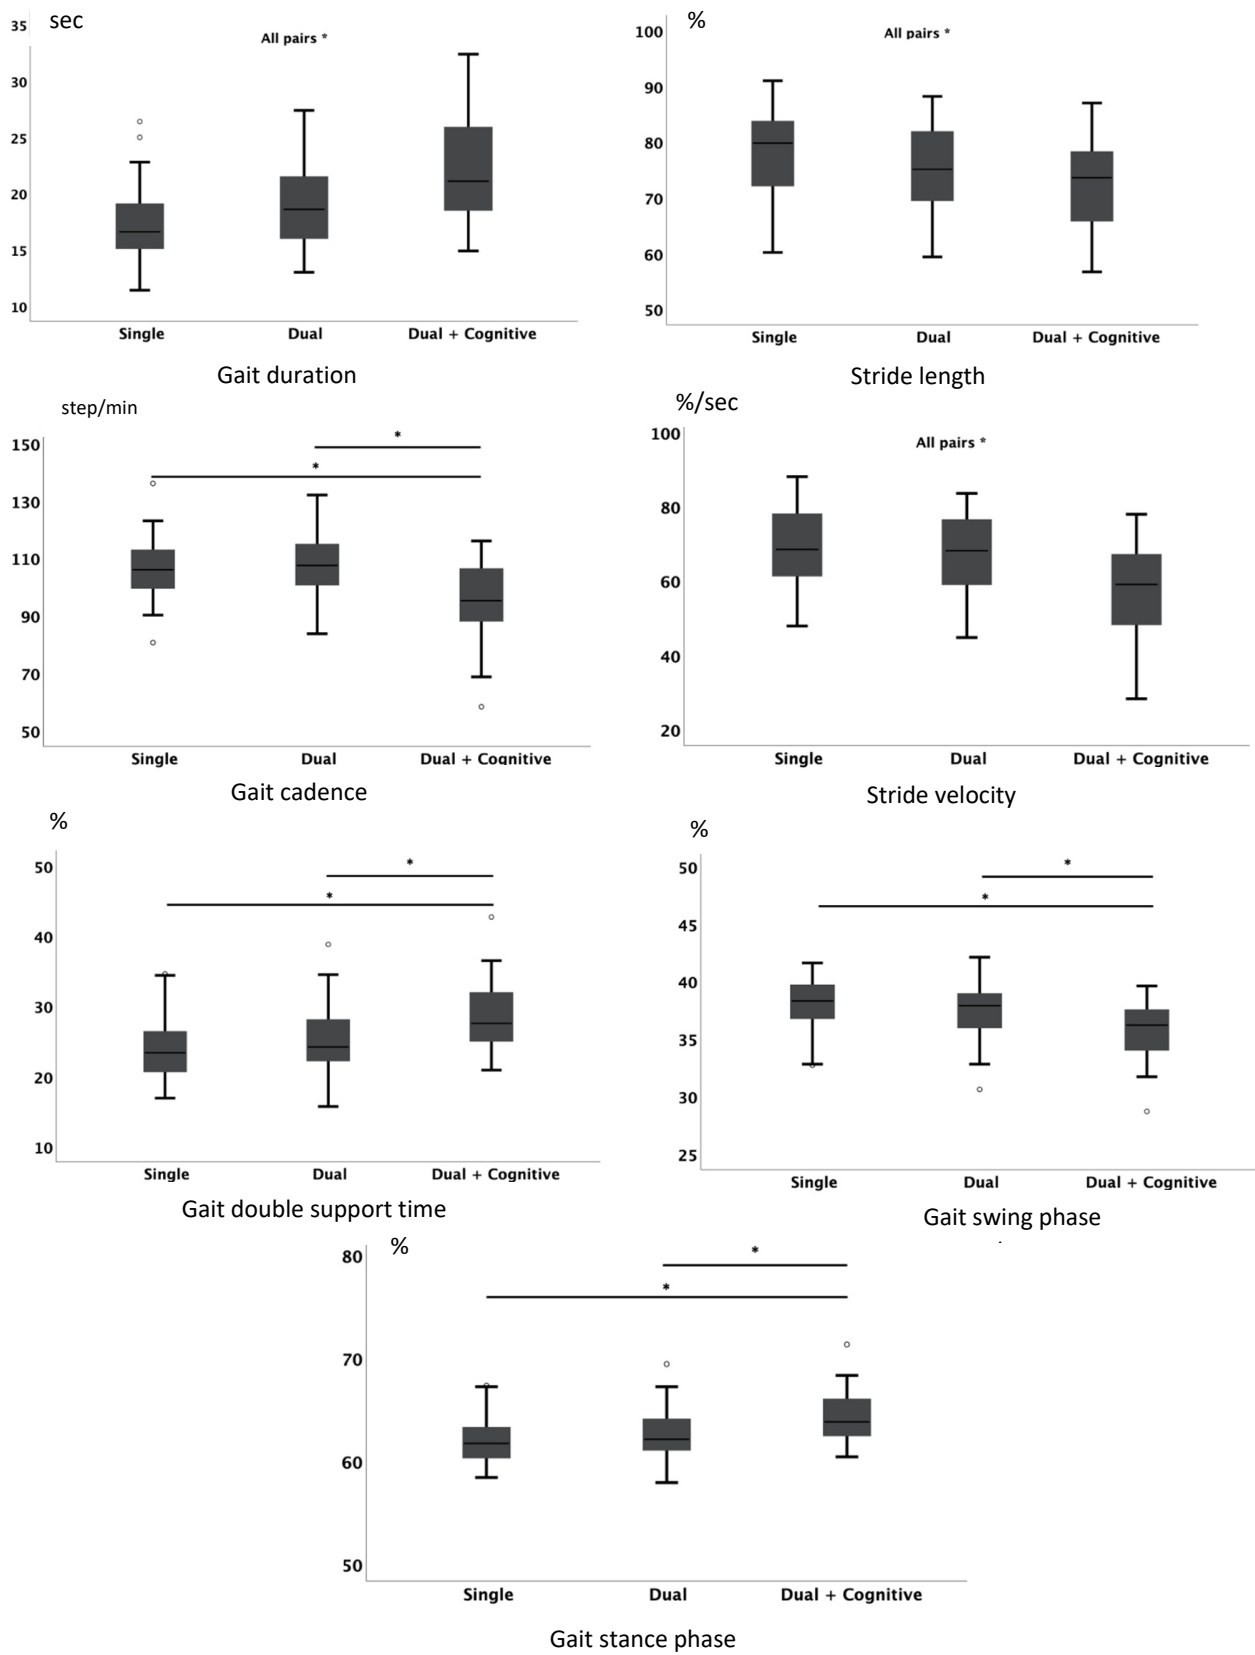 sec
35
All pairs *
30
25
20
15
10
Single Dual Dual + Cognitive
Gait duration
%
100
All pairs *
90
80
70
60
50
Single Dual Dual + Cognitive
Stride length
step/min
150
*
*
130
110
90
70
50
Single Dual Dual + Cognitive
Gait cadence
%/sec
100
All pairs *
80
60
40
20
Single Dual Dual + Cognitive
Stride velocity
%
50
*
*
40
30
20
10
Single Dual Dual + Cognitive
Gait double support time
%
50
*
*
45
40
35
30
25
Single Dual Dual + Cognitive
Gait swing phase
%
80
*
*
70
60
50
Single Dual Dual + Cognitive
Gait stance phase